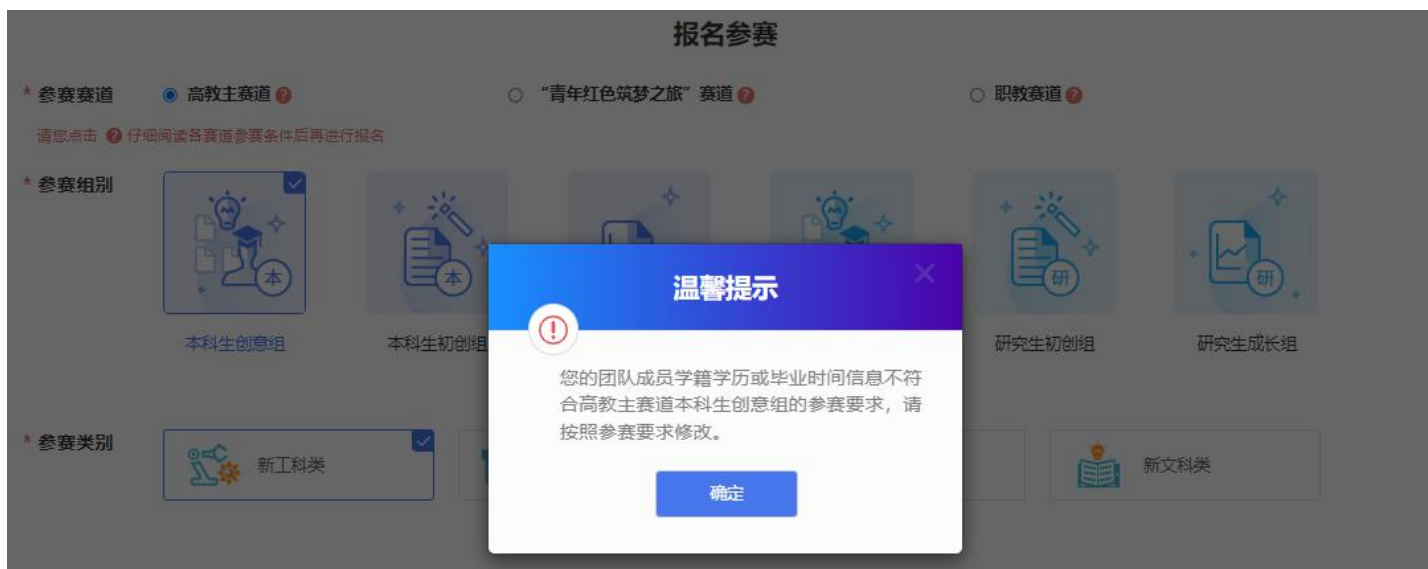 报名参赛
* 参赛赛道 高教主赛道 ? “青年红色筑梦之旅”赛道 ? 职教赛道 ?
请您点击 ? 仔细阅读各赛道参赛条件后再进行报名
* 参赛组别
本 本 研 研
温馨提示
本科生创意组 本科生初创组 研究生初创组 研究生成长组
您的团队成员学籍学历或毕业时间信息不符
合高教主赛道本科生创意组的参赛要求，请
按照参赛要求修改。
* 参赛类别 新工科类 新文科类
确定